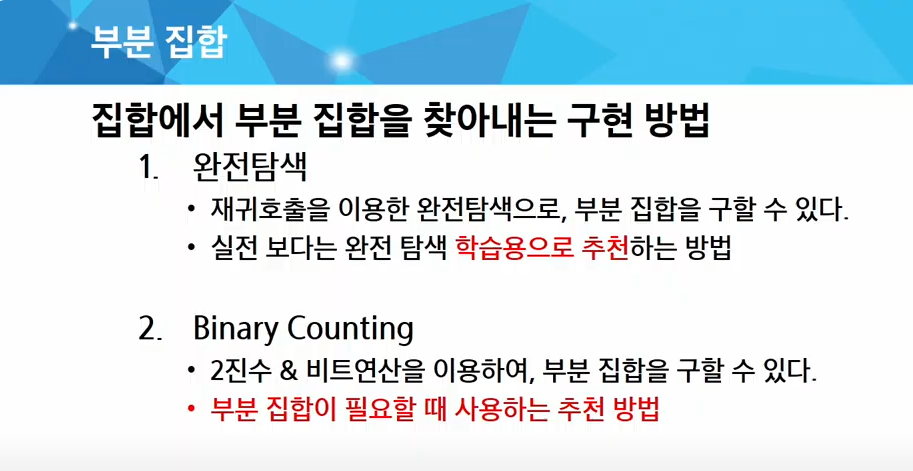 부분 집합
집합에서 부분 집합을 찾아내는 구현 방법
1. 완전탐색
• 재귀호출을 이용한 완전탐색으로, 부분 집합을 구할 수 있다.
• 실전 보다는 완전 탐색 학습용으로 추천하는 방법
2. Binary Counting
• 2진수 & 비트연산을 이용하여, 부분 집합을 구할 수 있다.
• 부분 집합이 필요할 때 사용하는 추천 방법